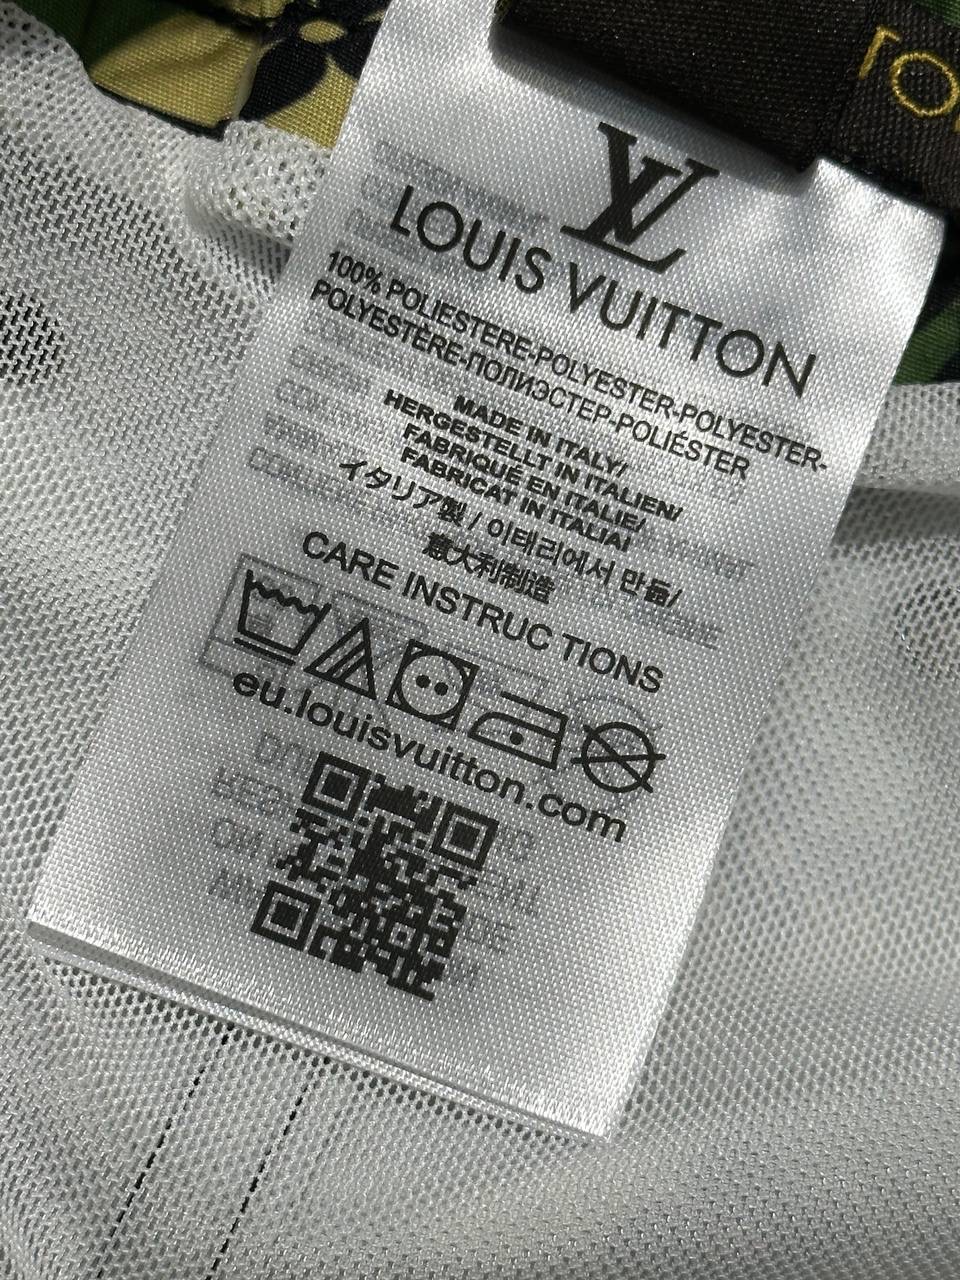 TO
LV
LOUIS VUITTON
100% POLIESTERE-POLYESTER-POLYESTER-
POLYESTÈRE-ПОЛИЭСТЕР-POLIÉSTER
MADE IN ITALY/
HERGESTELLT IN ITALIEN/
FABRIQUÉ EN ITALIE/
FABRICAT IN ITALIAI
イタリア製 / 이태리에서 만듦/
意大利制造
CARE INSTRUC TIONS
eu.louisvuitton.com